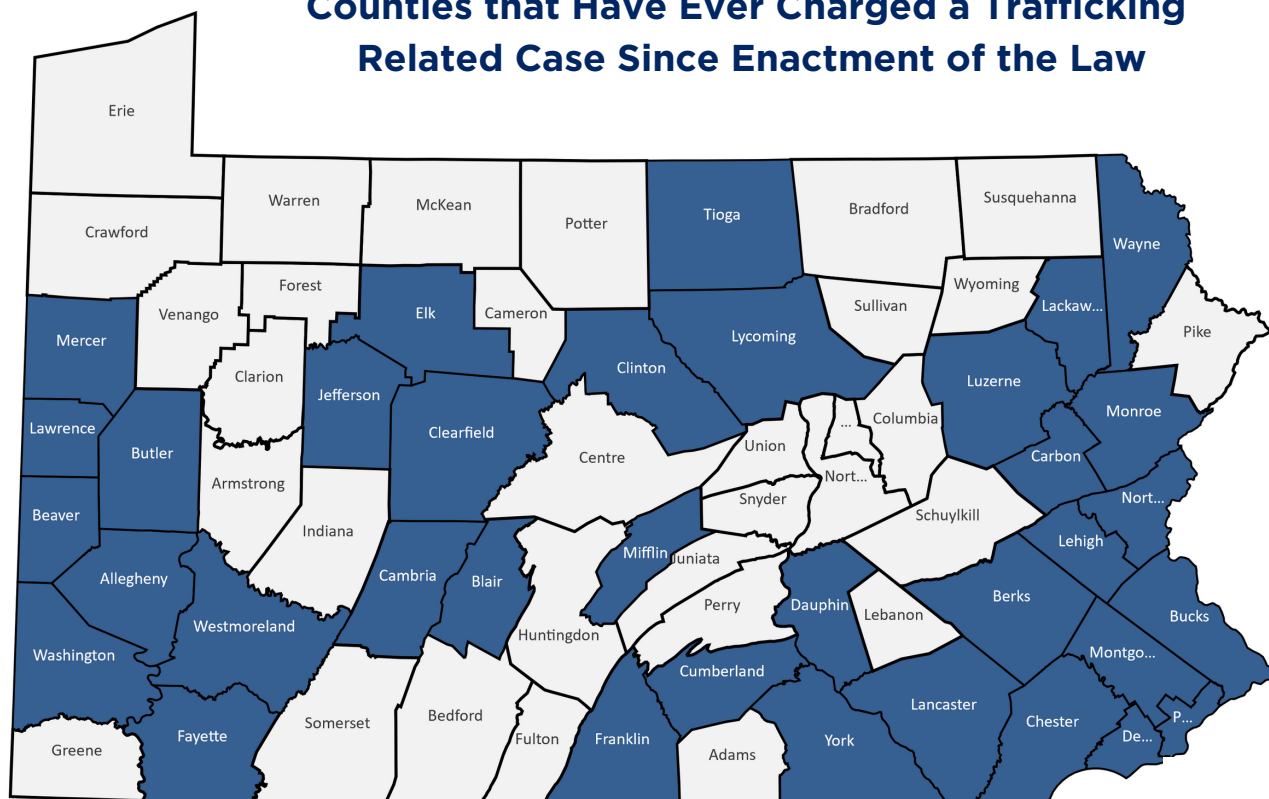 Counties that Have Ever Charged a Trafficking
Related Case Since Enactment of the Law
Erie
Warren
McKean
Potter
Tioga
Bradford
Susquehanna
Wayne
Crawford
Forest
Venango
Elk
Cameron
Sullivan
Wyoming
Lackaw...
Pike
Mercer
Clarion
Jefferson
Clinton
Lycoming
Luzerne
Monroe
Lawrence
Butler
Clearfield
Centre
Union
...
Columbia
Carbon
Armstrong
Nort...
Snyder
Nort...
Beaver
Indiana
Schuylkill
Lehigh
Allegheny
Cambria
Blair
Mifflin
Juniata
Perry
Dauphin
Lebanon
Berks
Bucks
Westmoreland
Huntingdon
Washington
Cumberland
Montgo...
Lancaster
Chester
P...
De...
Greene
Fayette
Somerset
Bedford
Fulton
Franklin
Adams
York